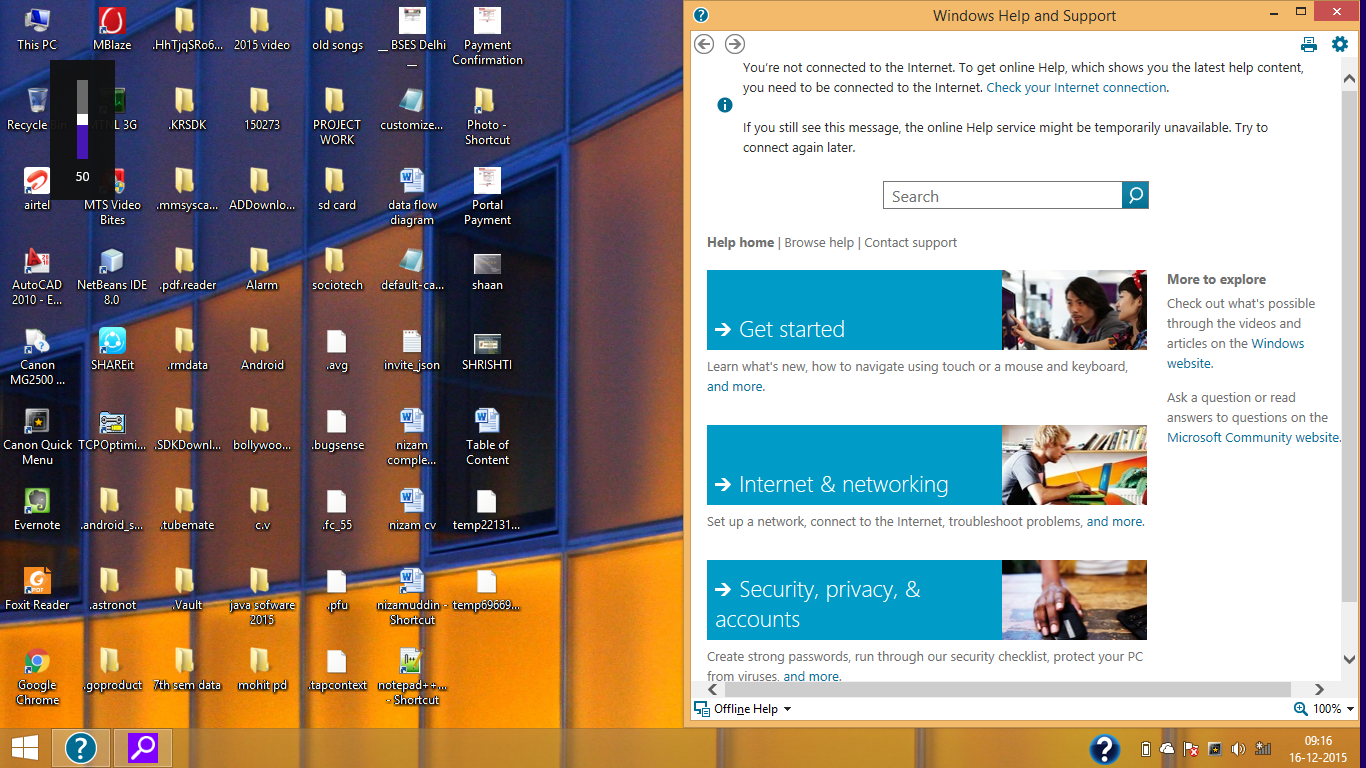 This PC
MBlaze
.HhTjqSRo6...
2015 video
old songs
__ BSES Delhi
__
Payment
Confirmation
Recycle
3G
.KRSDK
150273
PROJECT
WORK
customize...
Photo -
Shortcut
50
airtel
MTS Video
Bites
.mmsysca...
ADDownlo...
sd card
data flow
diagram
Portal
Payment
AutoCAD
2010 - E...
NetBeans IDE
8.0
.pdf.reader
Alarm
sociotech
default-ca...
shaan
Canon
MG2500 ...
SHAREit
.rmdata
Android
.avg
invite_json
SHRISHTI
Canon Quick
Menu
TCPOptimi...
.SDKDownl...
bollywoo...
.bugsense
nizam
comple...
Table of
Content
Evernote
.android_s...
.tubemate
c.v
.fc_55
nizam cv
temp22131...
Foxit Reader
.astronot
.Vault
java sofware
2015
.pfu
nizamuddin -
Shortcut
temp69669...
Google
Chrome
.goproduct
7th sem data
mohit pd
.tapcontext
notepad++...
- Shortcut
Windows Help and Support
You're not connected to the Internet. To get online Help, which shows you the latest help content,
you need to be connected to the Internet. Check your Internet connection.
If you still see this message, the online Help service might be temporarily unavailable. Try to
connect again later.
Search
Help home | Browse help | Contact support
Get started
Learn what's new, how to navigate using touch or a mouse and keyboard,
and more.
Internet & networking
Set up a network, connect to the Internet, troubleshoot problems, and more.
Security, privacy, &
accounts
Create strong passwords, run through our security checklist, protect your PC
from viruses, and more.
More to explore
Check out what's possible
through the videos and
articles on the Windows
website.
Ask a question or read
answers to questions on the
Microsoft Community website.
Offline Help
100%
09:16
16-12-2015